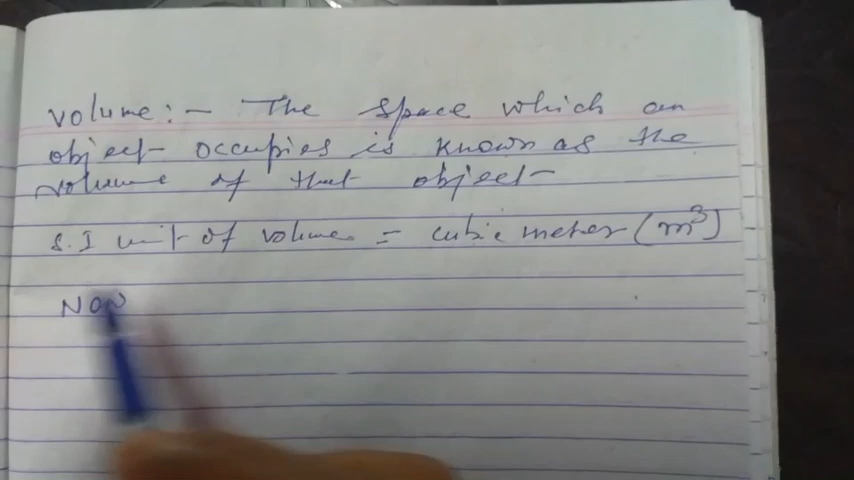 volume:- The space which an
object occupies is known as the
volume of that object
S.I unit of volume = cubic meter (m³)
NOW